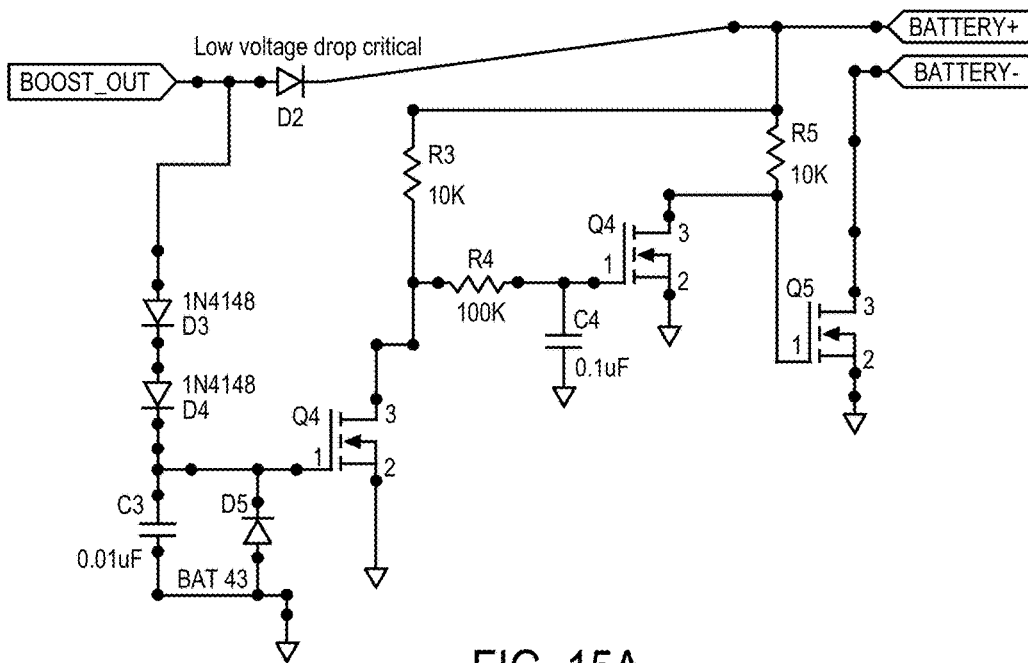 BATTERY+
Low voltage drop critical
BOOST_OUT
BATTERY-
D2
R5
10K
R3
10K
Q4
3
1
2
R4
100K
C4
0.1uF
Q5
3
1
2
1N4148
D3
1N4148
D4
Q4
3
1
2
C3
0.01uF
D5
BAT 43
FIG. 15A